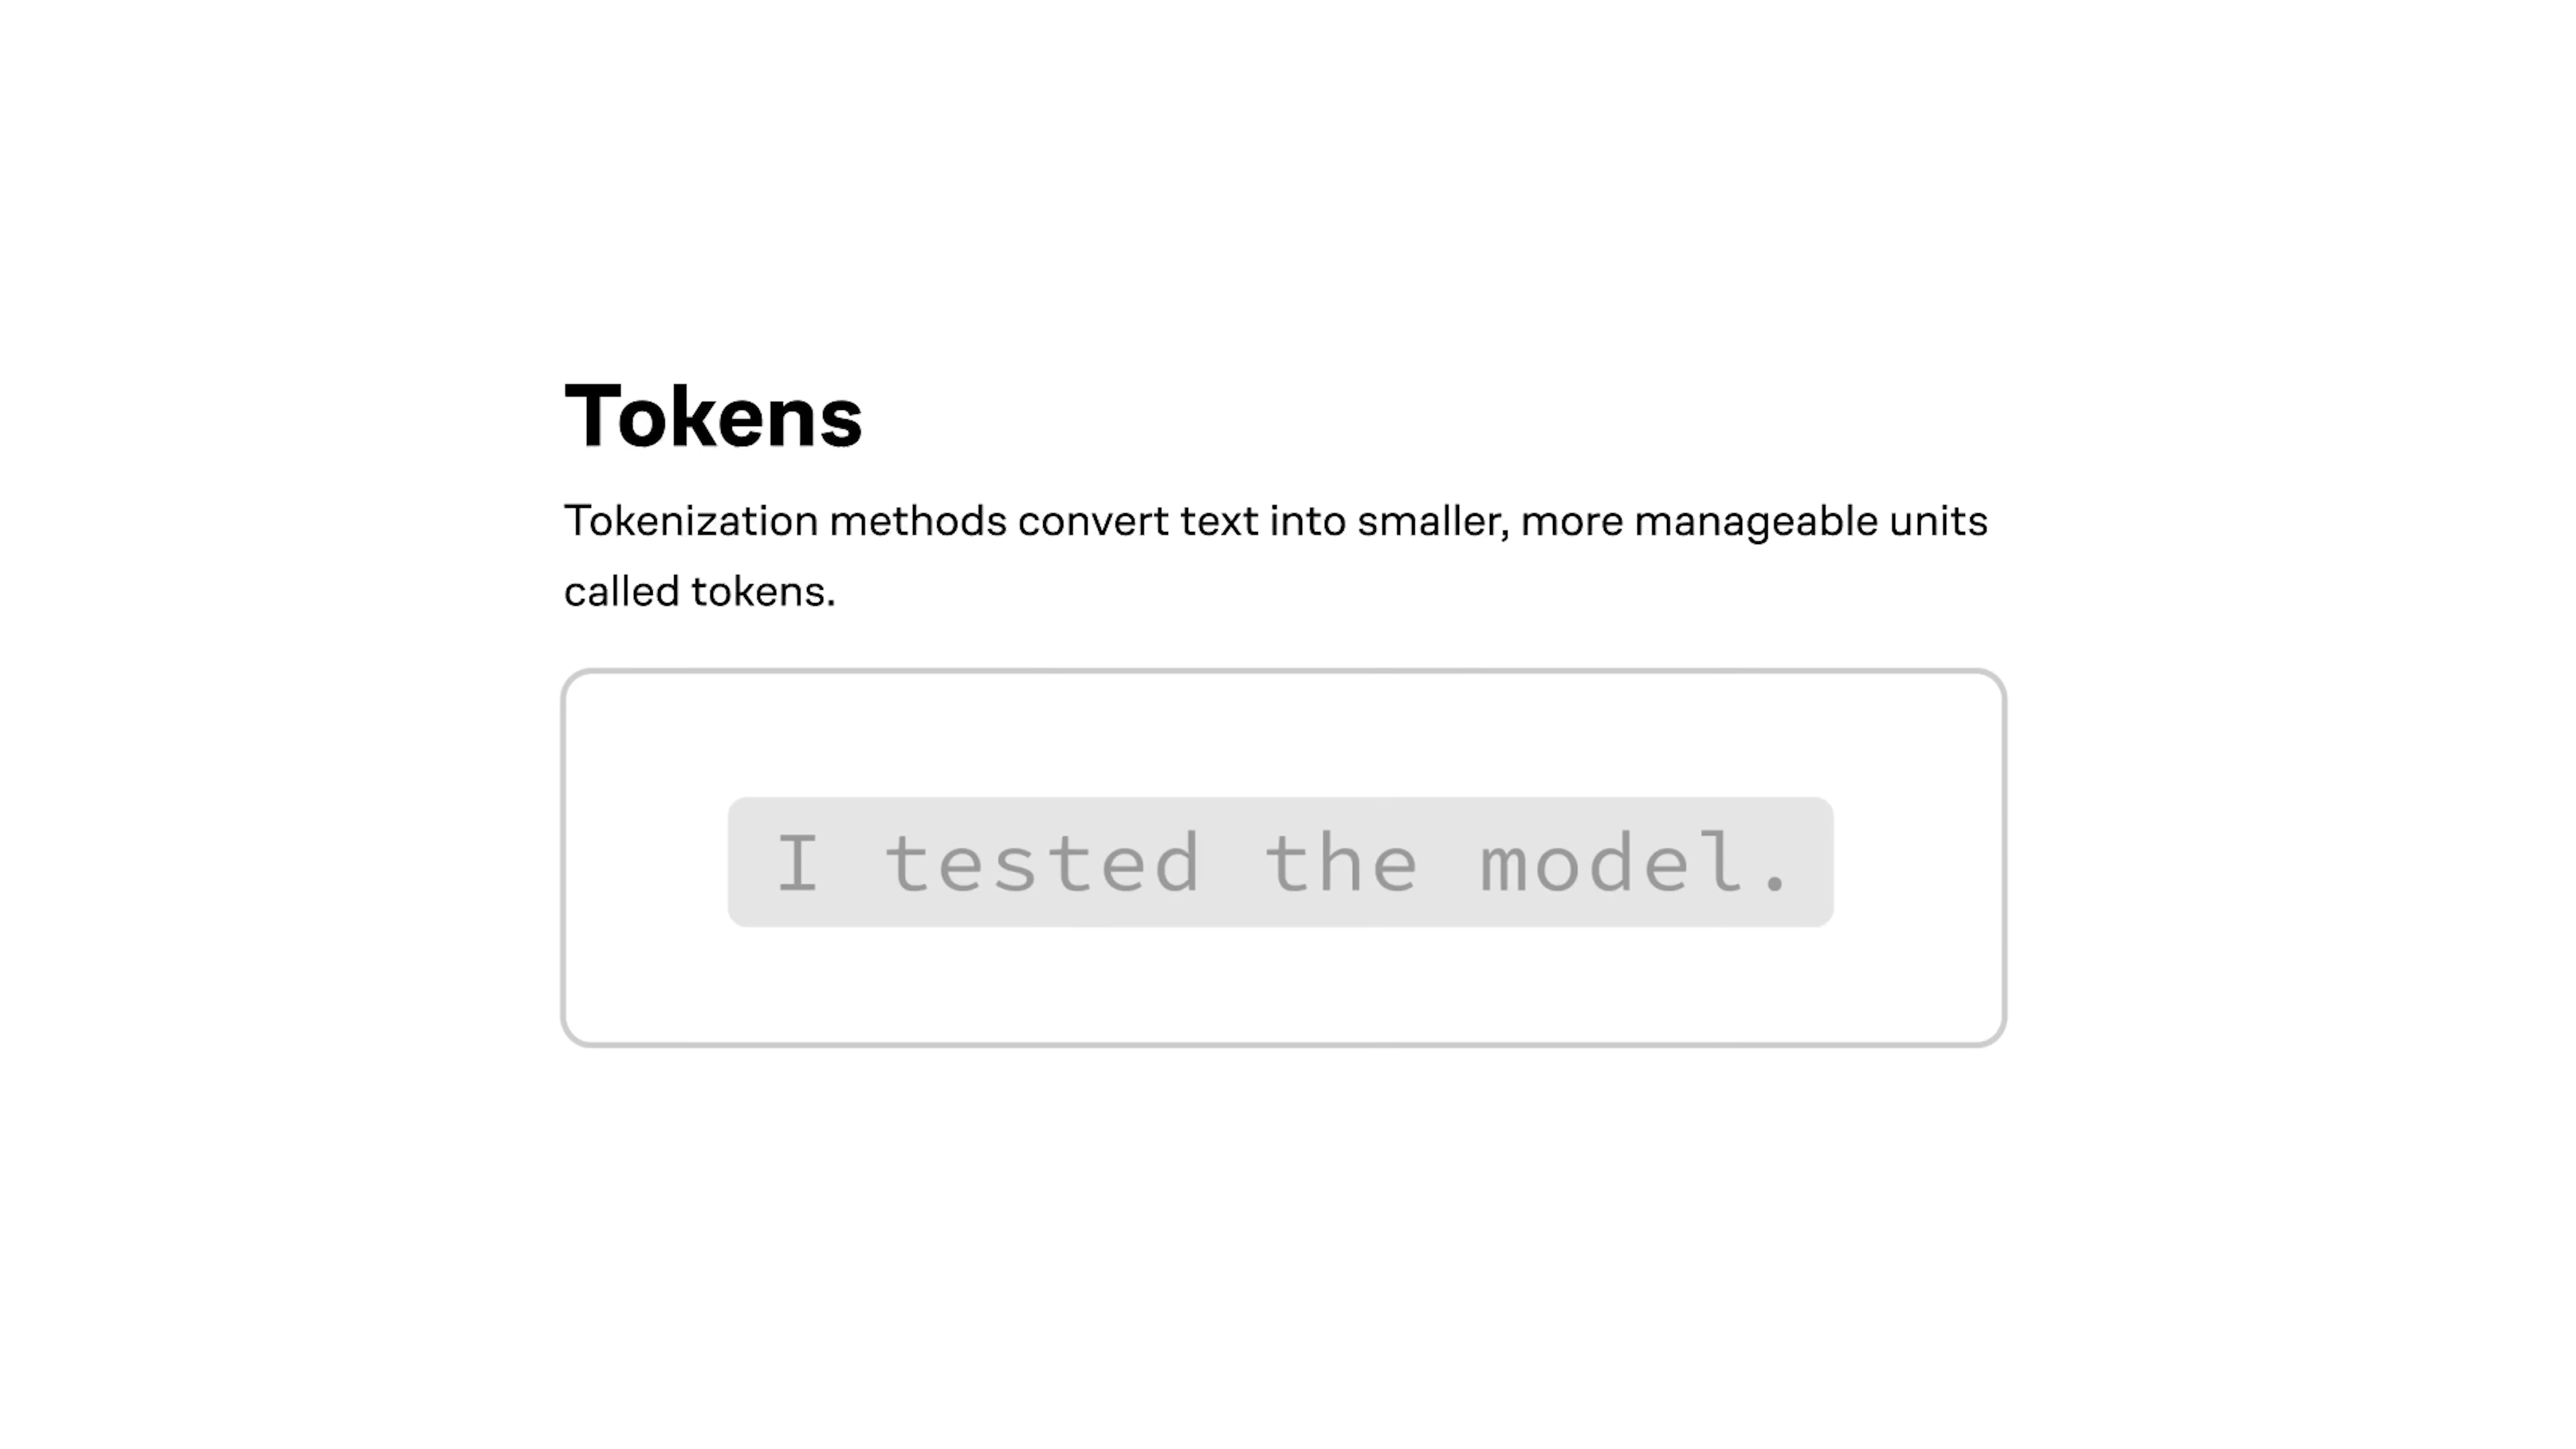 Tokens
Tokenization methods convert text into smaller, more manageable units
called tokens.
I tested the model.